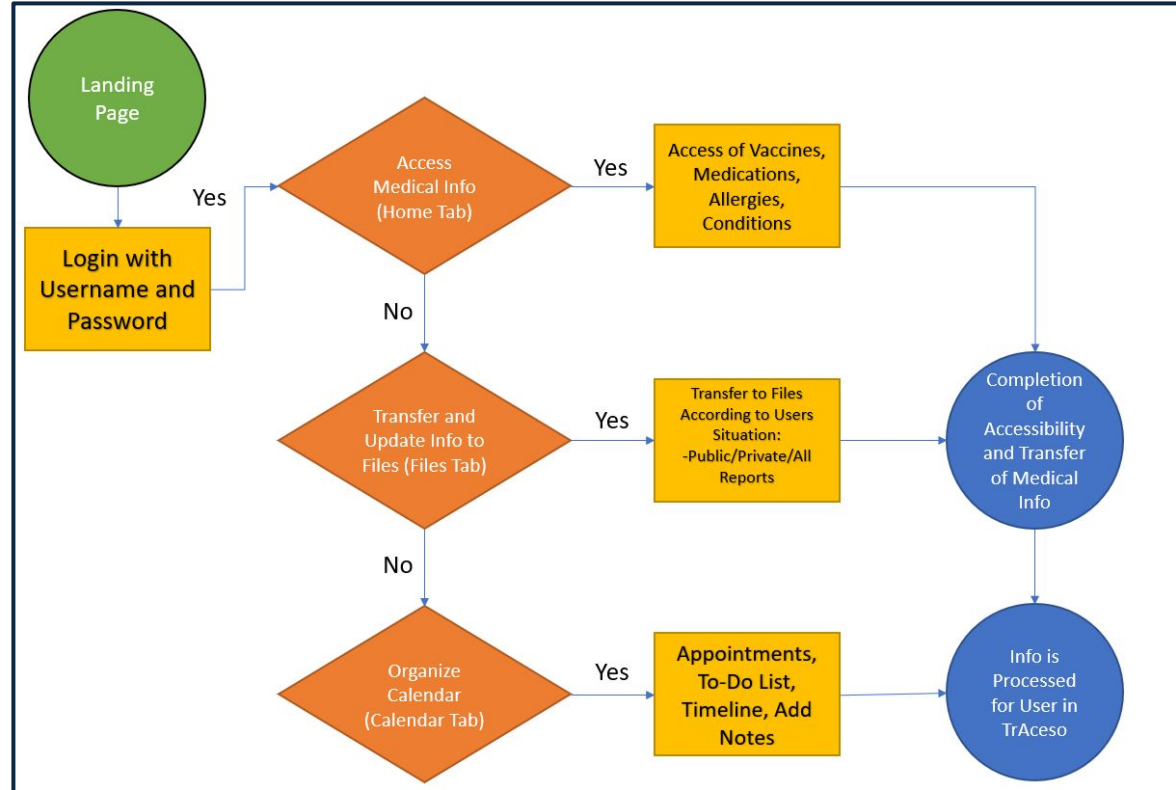 Landing
Page
Yes
Login with
Username and
Password
Access
Medical Info
(Home Tab)
Yes
Access of Vaccines,
Medications,
Allergies,
Conditions
No
Transfer and
Update Info to
Files (Files Tab)
Yes
Transfer to Files
According to Users
Situation:
-Public/Private/All
Reports
Completion
of
Accessibility
and Transfer
of Medical
Info
No
Organize
Calendar
(Calendar Tab)
Yes
Appointments,
To-Do List,
Timeline, Add
Notes
Info is
Processed
for User in
TrAceso